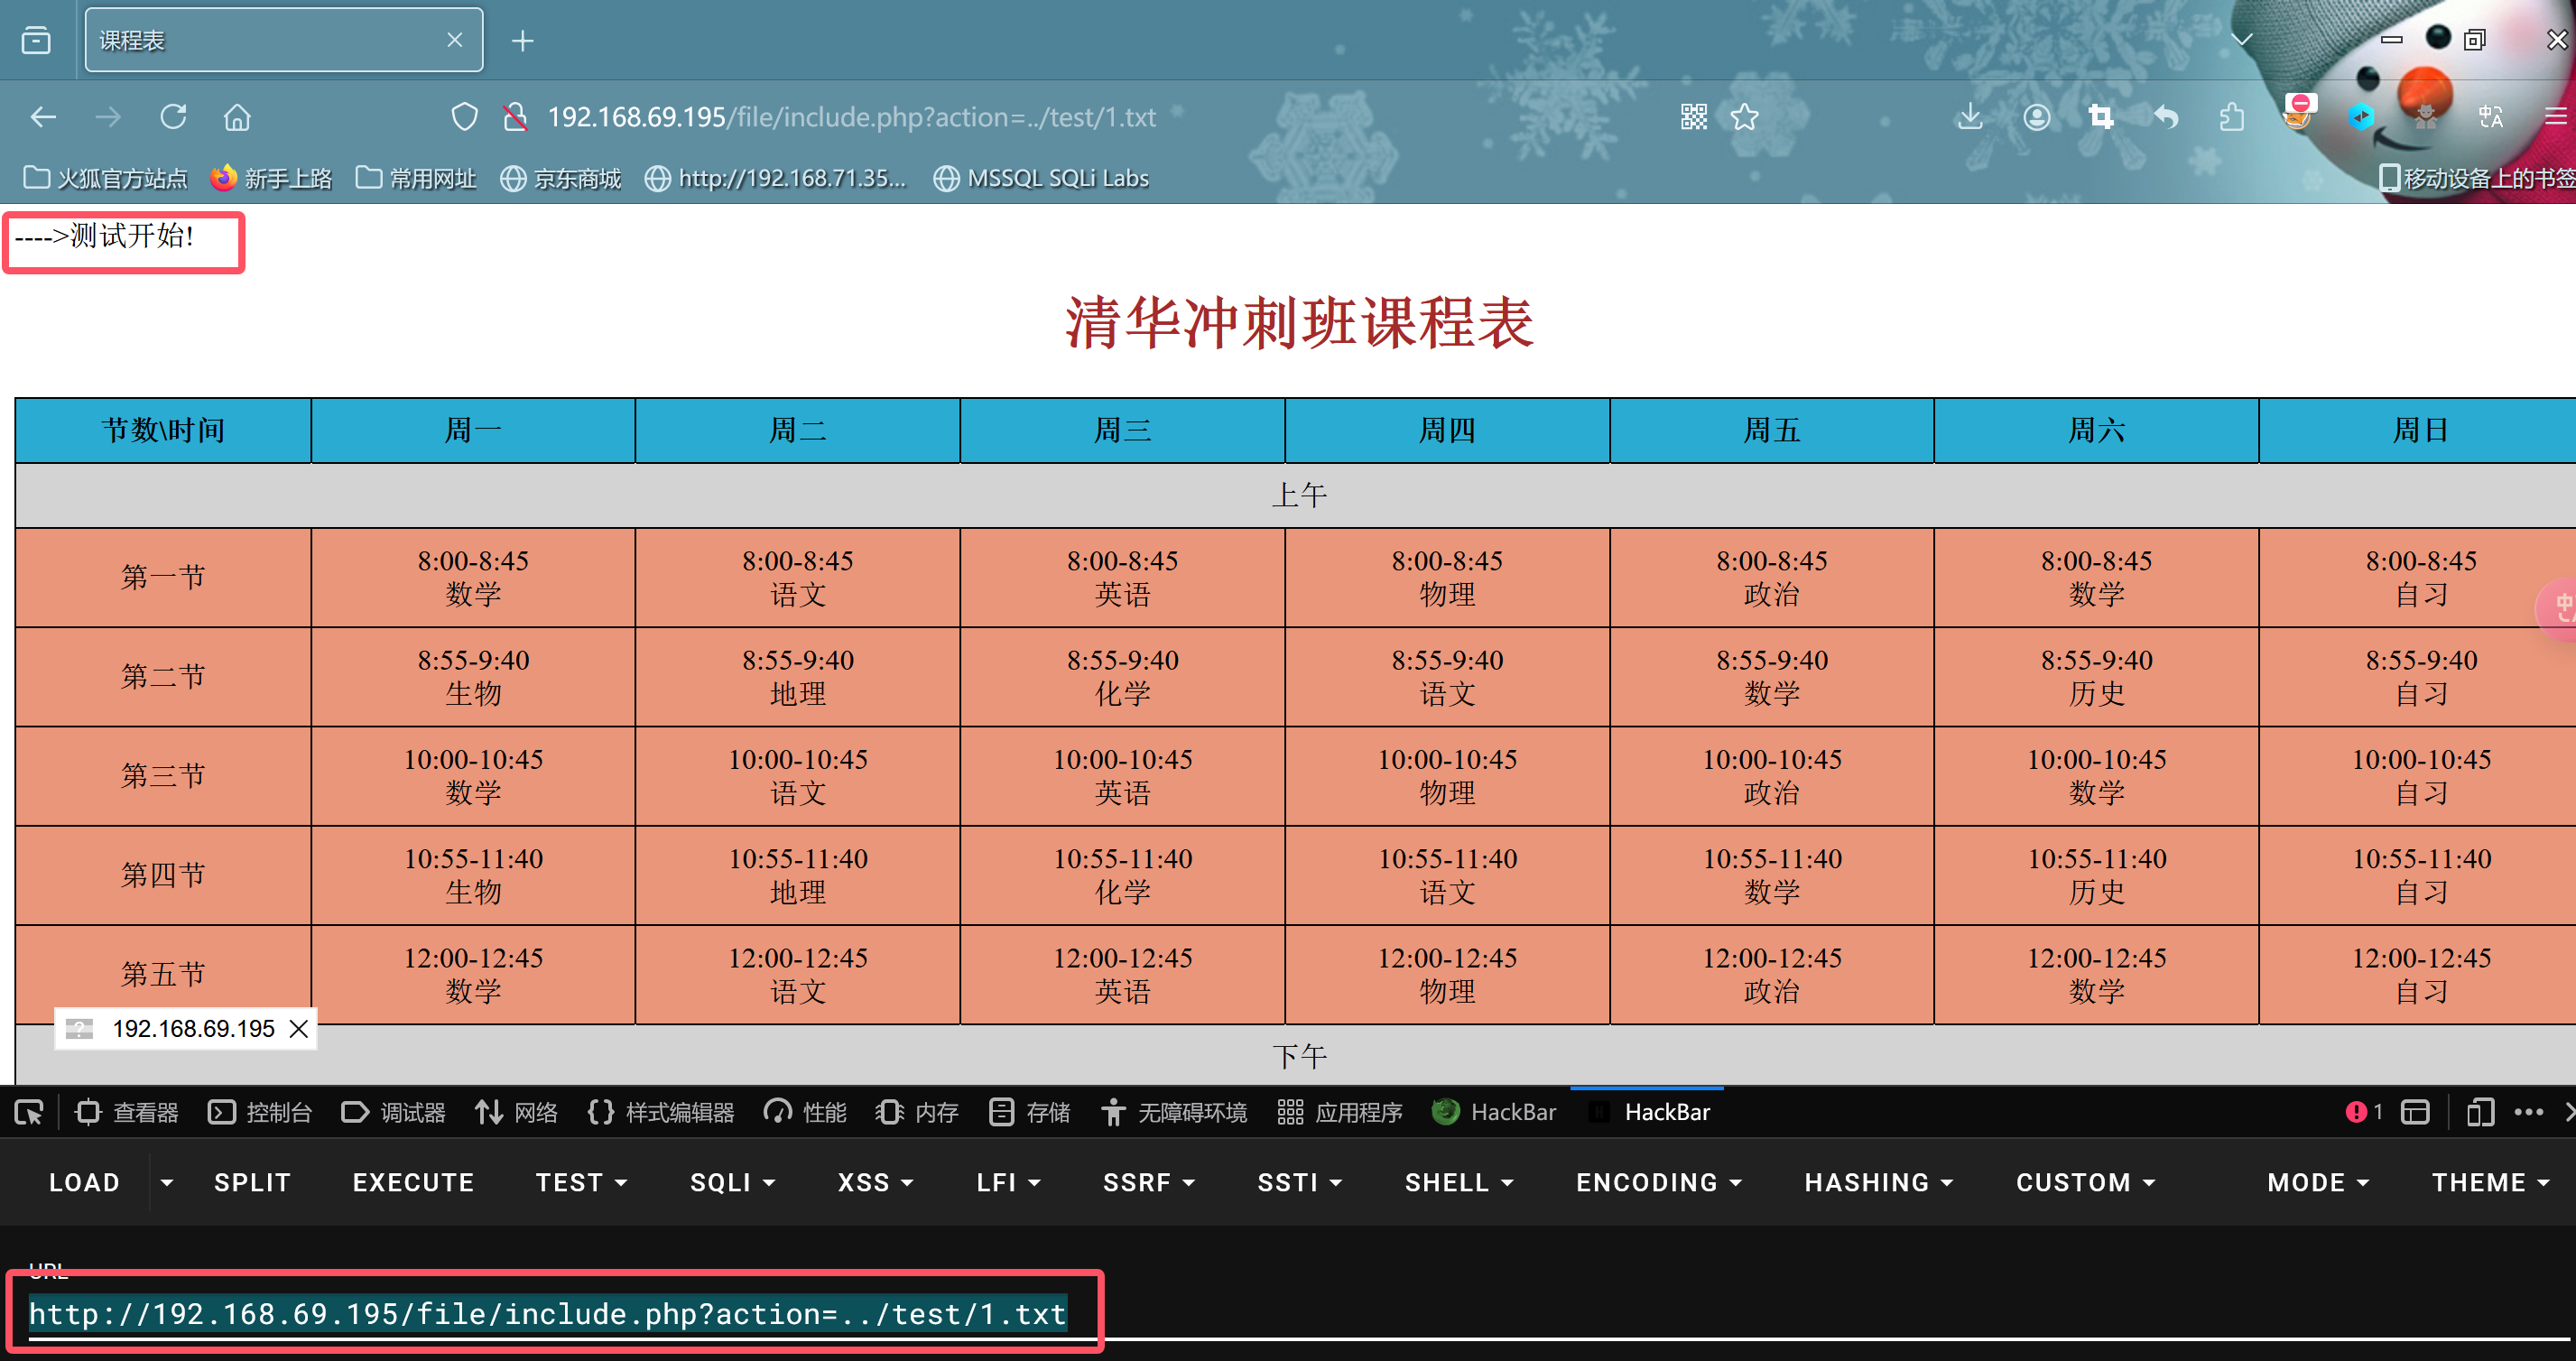 课程表
192.168.69.195/file/include.php?action=../test/1.txt
火狐官方站点 新手上路 常用网址 京东商城 http://192.168.71.35... MSSQL SQLi Labs 移动设备上的书签
---->测试开始!
清华冲刺班课程表
节数\时间 周一 周二 周三 周四 周五 周六 周日
上午
第一节 8:00-8:45 8:00-8:45 8:00-8:45 8:00-8:45 8:00-8:45 8:00-8:45 8:00-8:45
数学 语文 英语 物理 政治 数学 自习
第二节 8:55-9:40 8:55-9:40 8:55-9:40 8:55-9:40 8:55-9:40 8:55-9:40 8:55-9:40
生物 地理 化学 语文 数学 历史 自习
第三节 10:00-10:45 10:00-10:45 10:00-10:45 10:00-10:45 10:00-10:45 10:00-10:45 10:00-10:45
数学 语文 英语 物理 政治 数学 自习
第四节 10:55-11:40 10:55-11:40 10:55-11:40 10:55-11:40 10:55-11:40 10:55-11:40 10:55-11:40
生物 地理 化学 语文 数学 历史 自习
第五节 12:00-12:45 12:00-12:45 12:00-12:45 12:00-12:45 12:00-12:45 12:00-12:45 12:00-12:45
数学 语文 英语 物理 政治 数学 自习
192.168.69.195
下午
查看器 控制台 调试器 网络 样式编辑器 性能 内存 存储 无障碍环境 应用程序 HackBar HackBar 1
LOAD SPLIT EXECUTE TEST SQLI XSS LFI SSRF SSTI SHELL ENCODING HASHING CUSTOM MODE THEME
URL
http://192.168.69.195/file/include.php?action=../test/1.txt